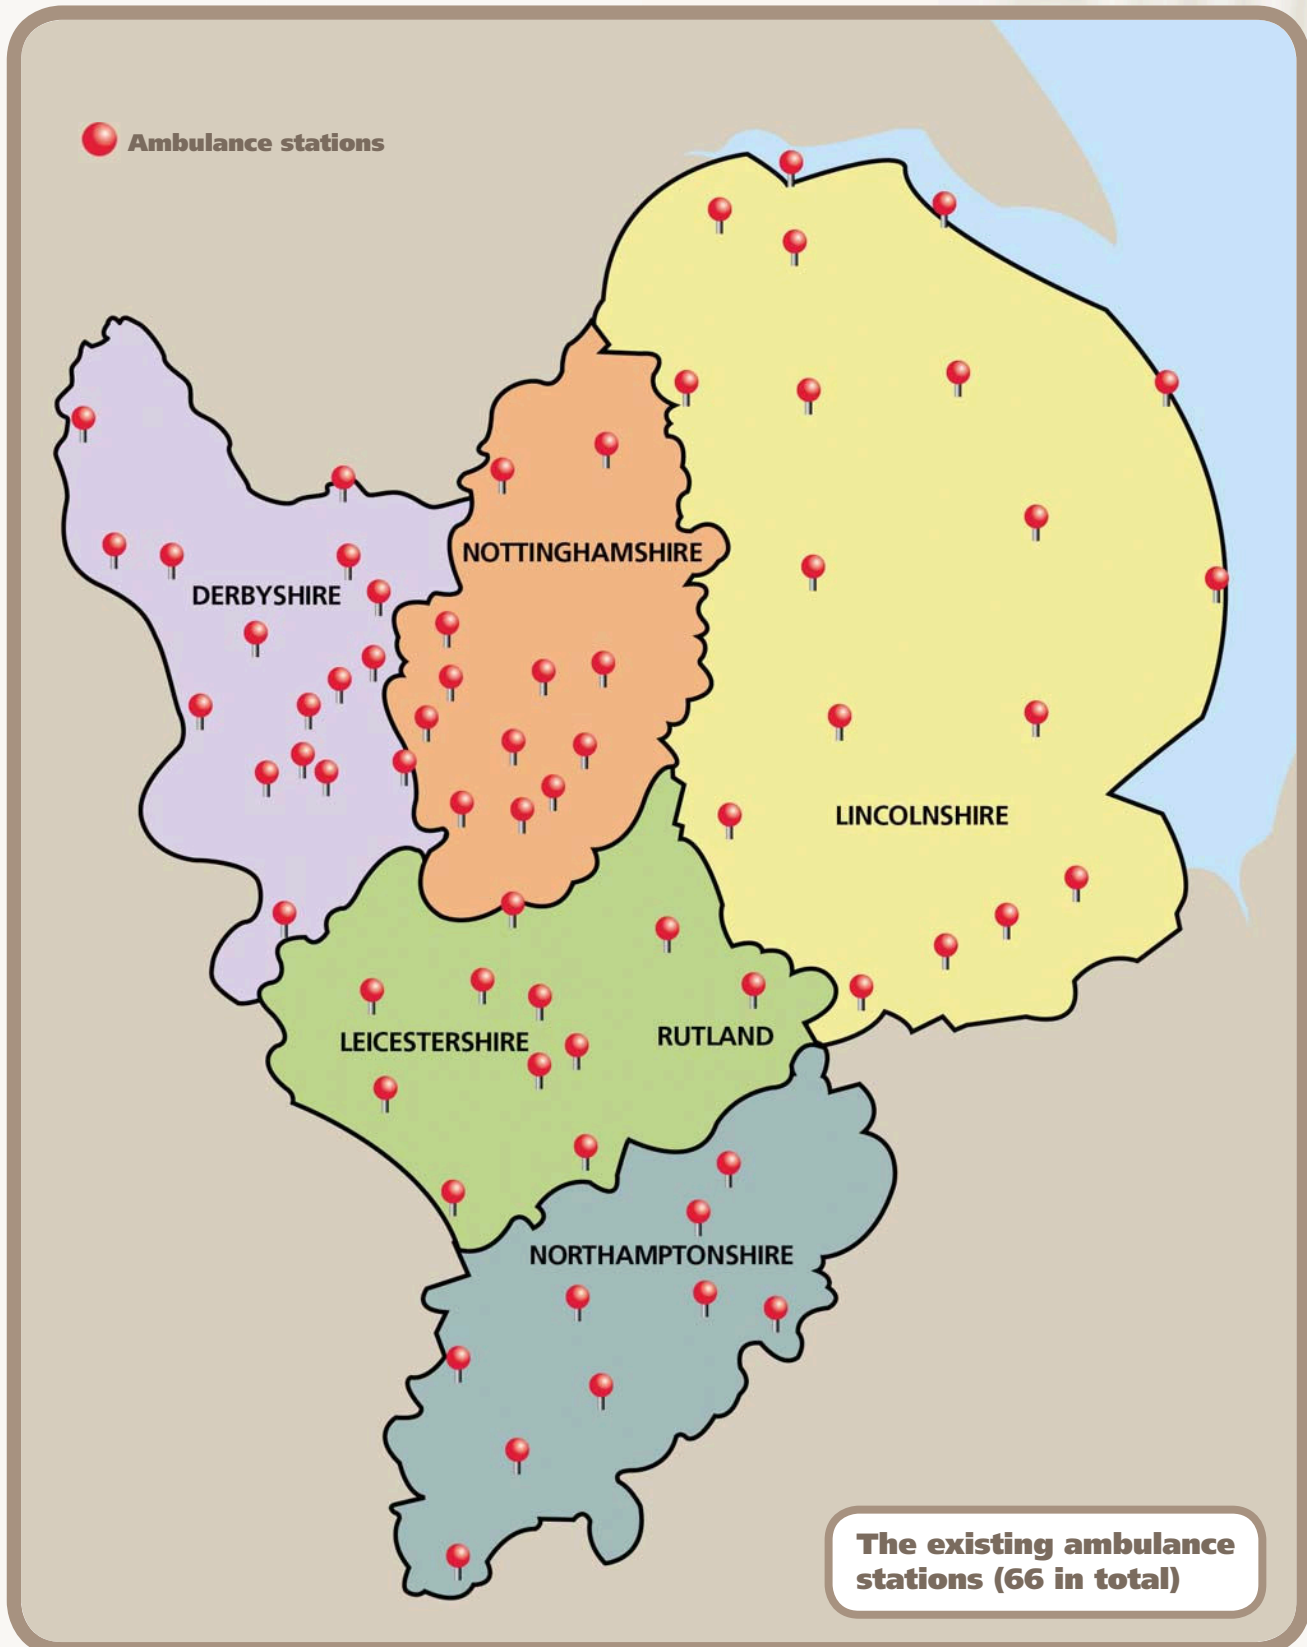 Ambulance stations
NOTTINGHAMSHIRE
DERBYSHIRE
LINCOLNSHIRE
LEICESTERSHIRE
RUTLAND
NORTHAMPTONSHIRE
The existing ambulance
stations (66 in total)